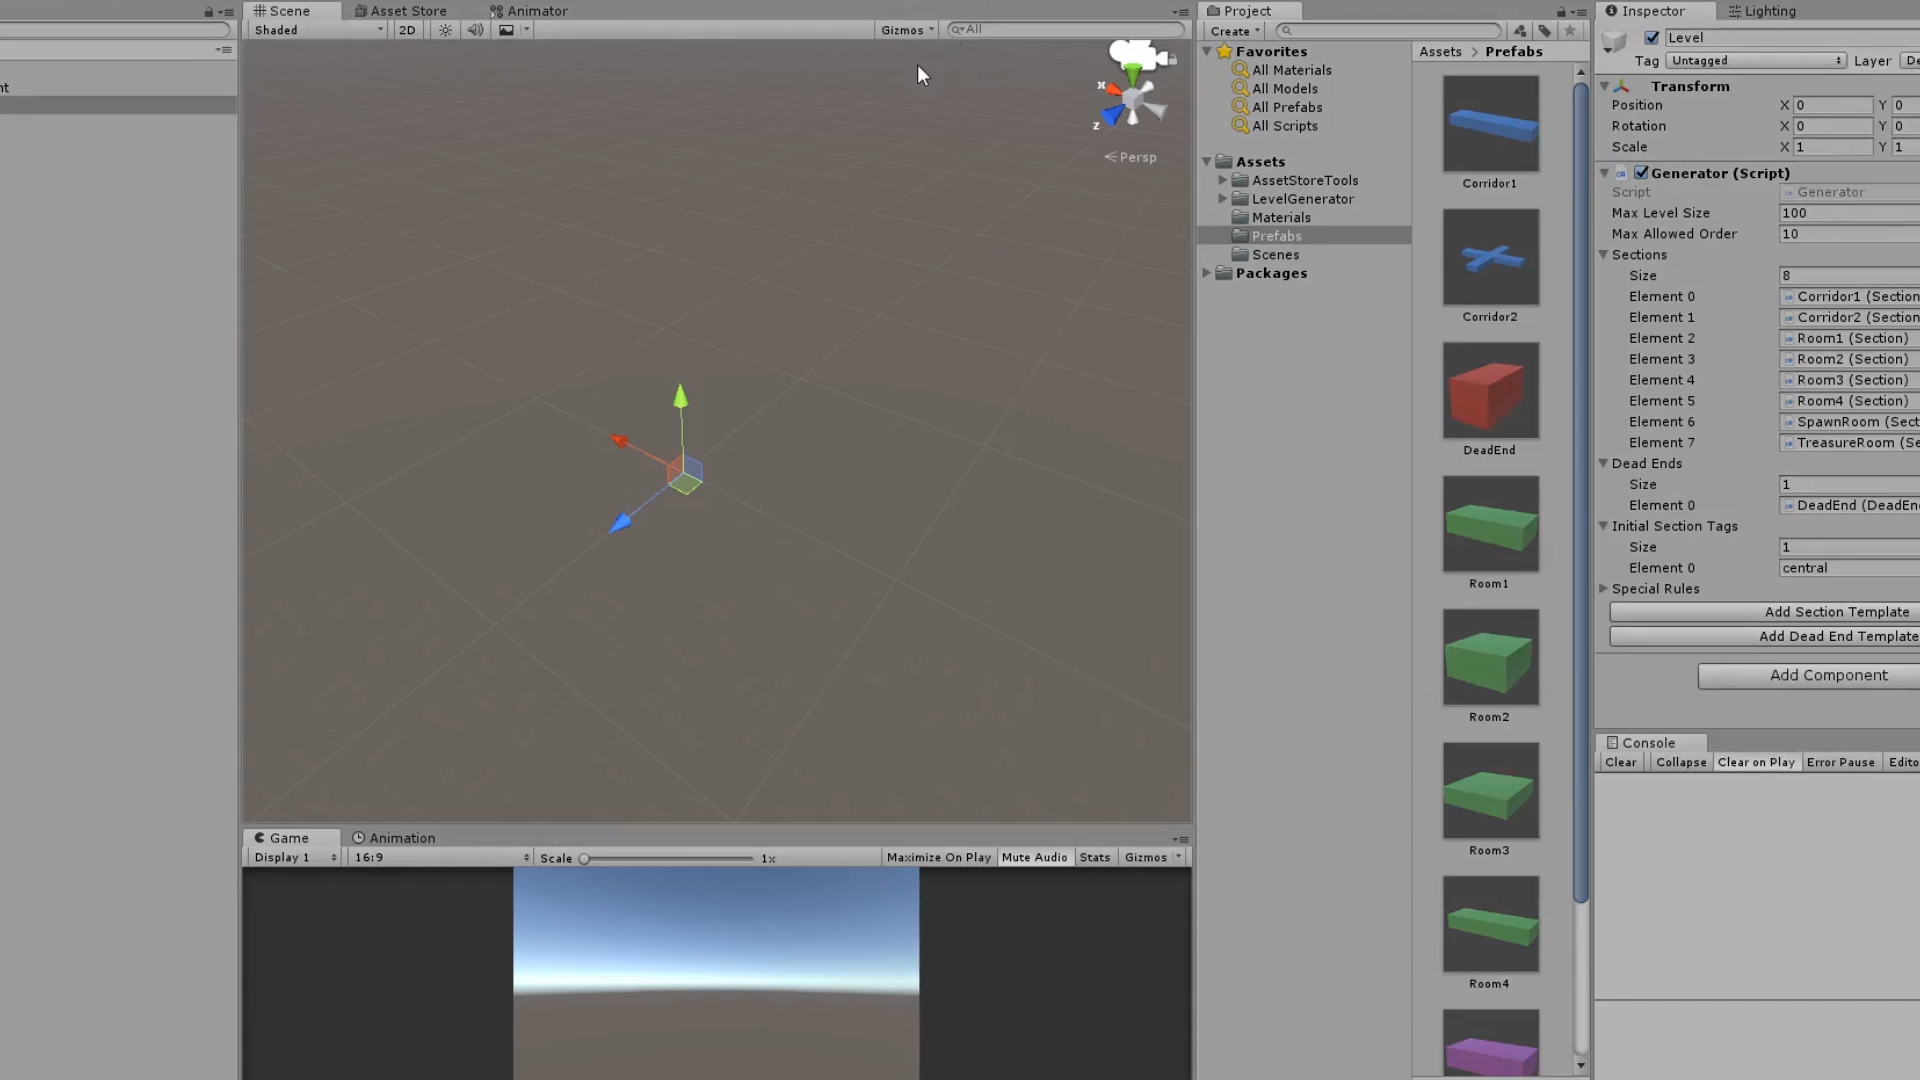 nt
Scene
Asset Store
Animator
Shaded
2D
Gizmos
All
X
Z
Persp
Game
Animation
Display 1
16:9
Scale
1x
Maximize On Play
Mute Audio
Stats
Gizmos
Project
Create
Favorites
All Materials
All Models
All Prefabs
All Scripts
Assets
AssetStoreTools
LevelGenerator
Materials
Prefabs
Scenes
Packages
Assets > Prefabs
Corridor1
Corridor2
DeadEnd
Room1
Room2
Room3
Room4
Inspector
Lighting
Level
Tag Untagged Layer De
Transform
Position X 0 Y 0
Rotation X 0 Y 0
Scale X 1 Y 1
Generator (Script)
Script Generator
Max Level Size 100
Max Allowed Order 10
Sections
Size 8
Element 0 Corridor1 (Section
Element 1 Corridor2 (Section
Element 2 Room1 (Section)
Element 3 Room2 (Section)
Element 4 Room3 (Section)
Element 5 Room4 (Section)
Element 6 SpawnRoom (Sect
Element 7 TreasureRoom (Se
Dead Ends
Size 1
Element 0 DeadEnd (DeadEn
Initial Section Tags
Size 1
Element 0 central
Special Rules
Add Section Template
Add Dead End Template
Add Component
Console
Clear
Collapse
Clear on Play
Error Pause
Edito